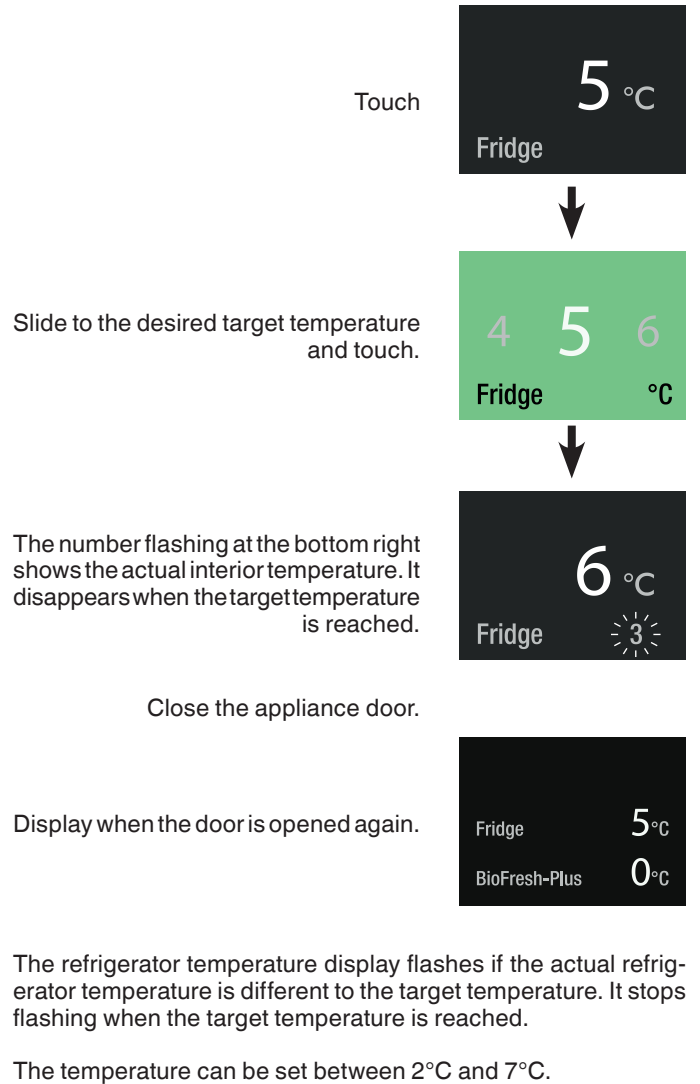 Touch
5 °C
Fridge
Slide to the desired target temperature
and touch.
4 5 6
Fridge °C
The number flashing at the bottom right
shows the actual interior temperature. It
disappears when the target temperature
is reached.
6 °C
Fridge 3
Close the appliance door.
Display when the door is opened again.
Fridge 5°C
BioFresh-Plus 0°C
The refrigerator temperature display flashes if the actual refrig-
erator temperature is different to the target temperature. It stops
flashing when the target temperature is reached.
The temperature can be set between 2°C and 7°C.